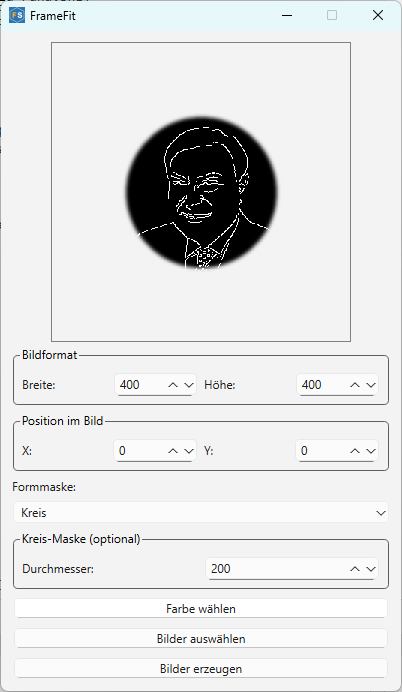 FS FrameFit
Bildformat
Breite: 400 Höhe: 400
Position im Bild
X: 0 Y: 0
Formmaske:
Kreis
Kreis-Maske (optional)
Durchmesser: 200
Farbe wählen
Bilder auswählen
Bilder erzeugen